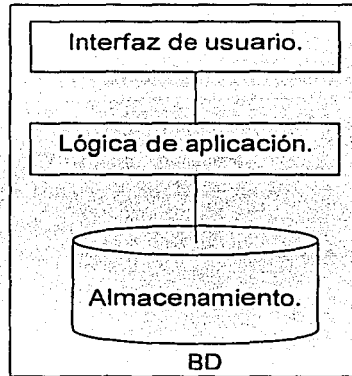 Interfaz de usuario.
Lógica de aplicación.
Almacenamiento.
BD